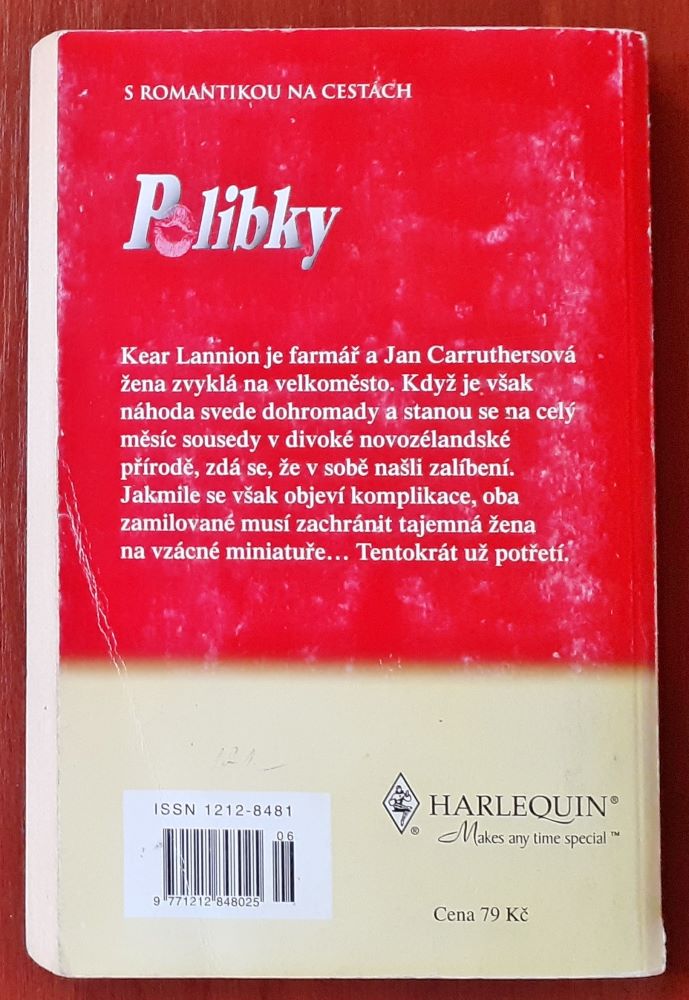 S ROMANTIKOU NA CESTÁCH
Polibky
Kear Lannion je farmář a Jan Carruthersová
žena zvyklá na velkoměsto. Když je však
náhoda svede dohromady a stanou se na celý
měsíc sousedy v divoké novozélandské
přírodě, zdá se, že v sobě našli zalíbení.
Jakmile se však objeví komplikace, oba
zamilované musí zachránit tajemná žena
na vzácné miniatuře... Tentokrát už potřetí.
ISSN 1212-8481
06
9 771212 848025
HARLEQUIN®
®
Makes any time special™
Cena 79 Kč